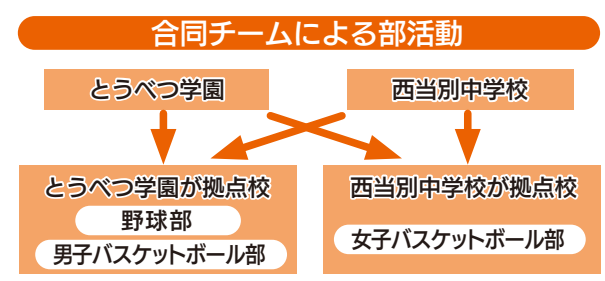 合同チームによる部活動
とうべつ学園
西当別中学校
とうべつ学園が拠点校
野球部
男子バスケットボール部
西当別中学校が拠点校
女子バスケットボール部